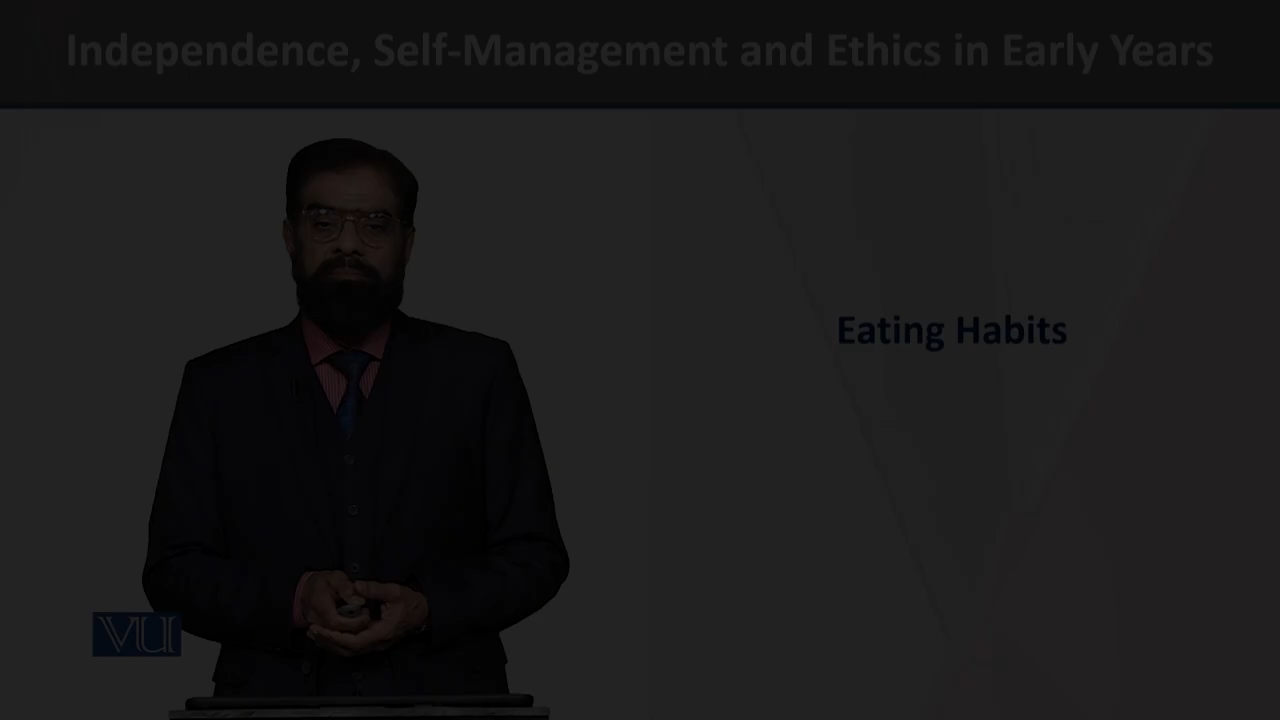 Independence, Self-Management and Ethics in Early Years
Eating Habits
VU